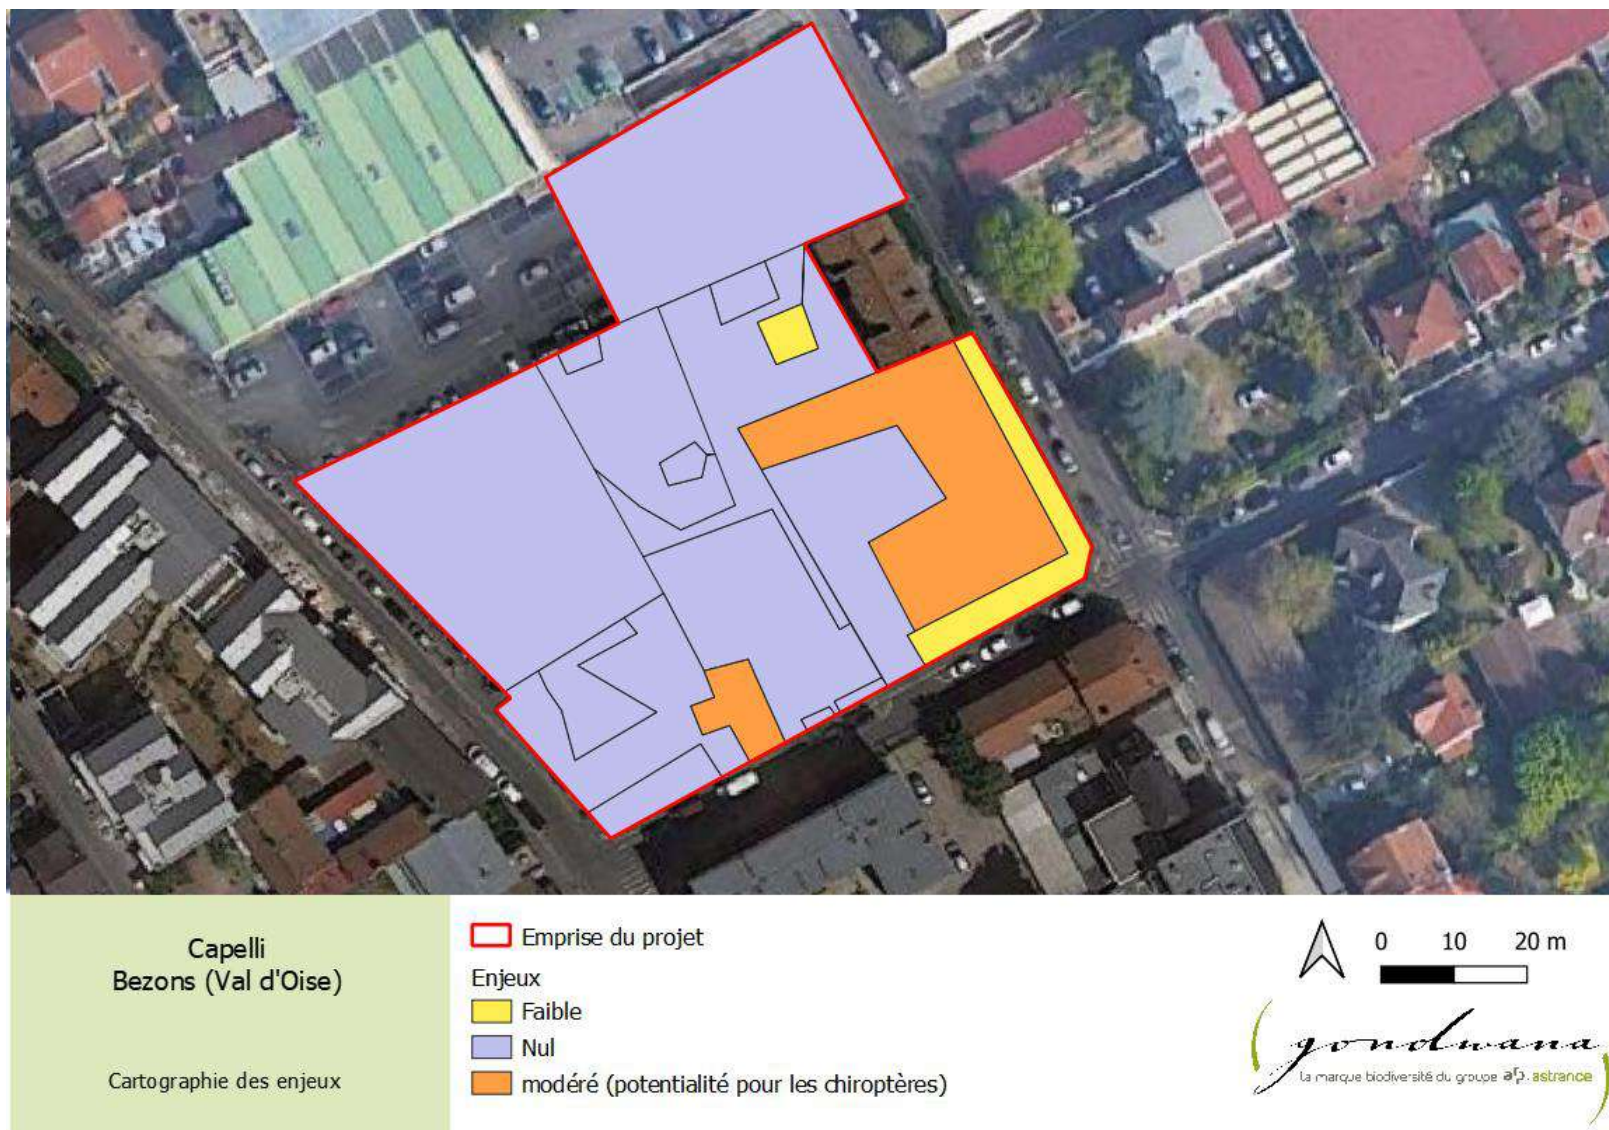 Capelli
Bezons (Val d'Oise)
Cartographie des enjeux
Emprise du projet
Enjeux
Faible
Nul
modéré (potentialité pour les chiroptères)
0 10 20 m
gondwana
la marque biodiversité du groupe afp. astrance